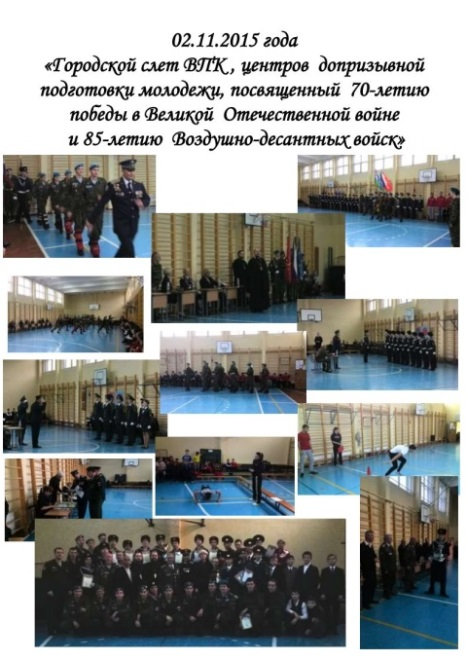 02.11.2015 года
«Городской слет ВПК , центров допризывной
подготовки молодежи, посвященный 70-летию
победы в Великой Отечественной войне
и 85-летию Воздушно-десантных войск»